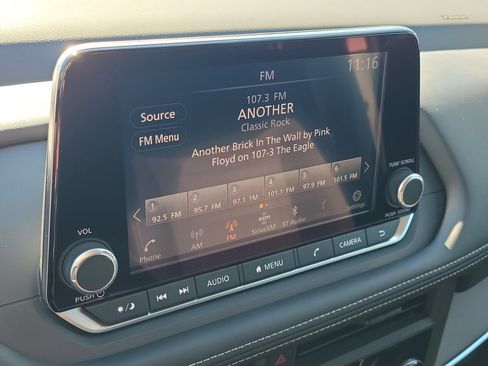 11:16
FM
107.3 FM
Source
ANOTHER
Classic Rock
FM Menu
Another Brick In The Wall by Pink
Floyd on 107-3 The Eagle
1 2 3 4 5 6
92.5 FM 95.7 FM 97.1 FM 101.1 FM 97.9 FM 101.5 FM
Phone AM FM SiriusXM BT Audio Settings
VOL
PUSH
TUNE·SCROLL
PUSH SOUND
AUDIO MENU CAMERA